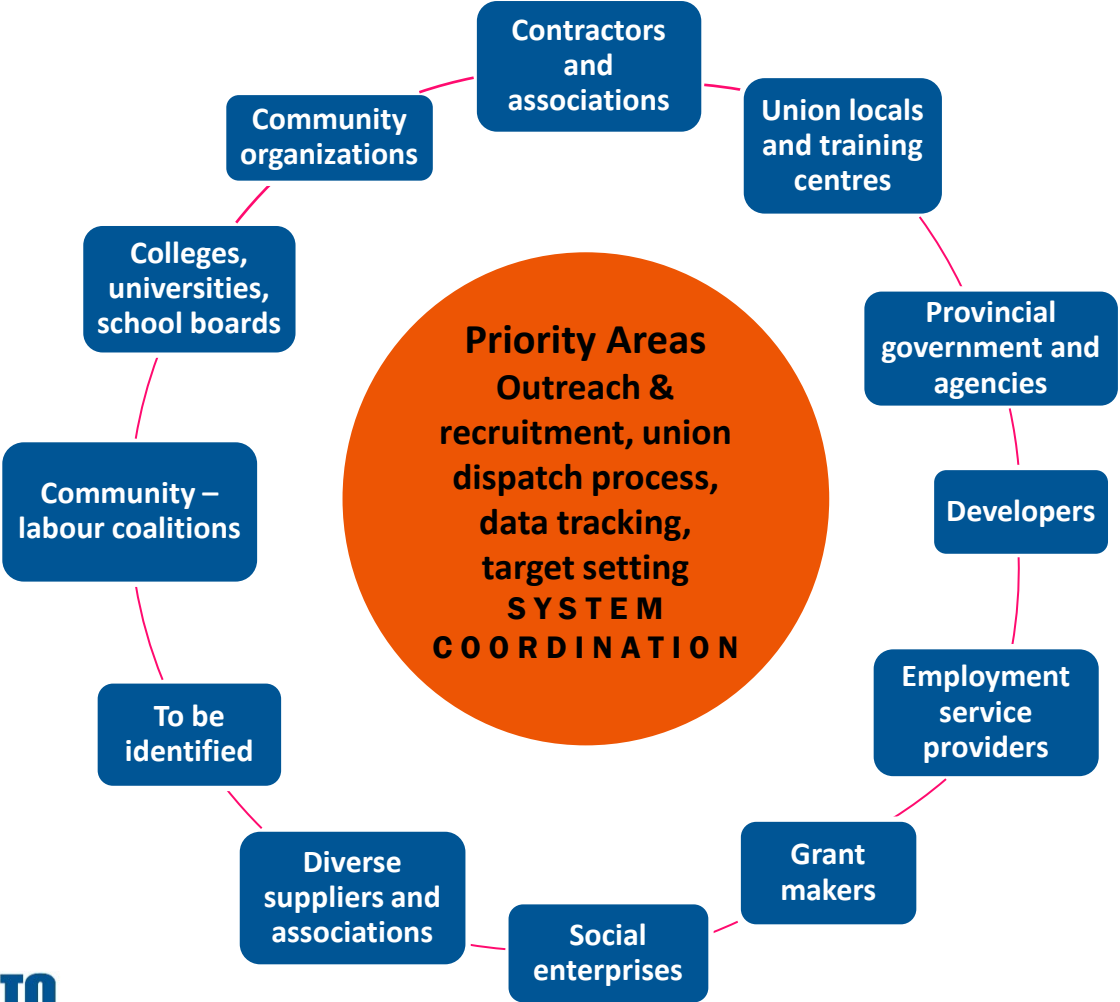 Contractors
and
associations
Union locals
and training
centres
Provincial
government and
agencies
Developers
Employment
service
providers
Grant
makers
Social
enterprises
Diverse
suppliers and
associations
To be
identified
Community –
labour coalitions
Colleges,
universities,
school boards
Community
organizations
Priority Areas
Outreach &
recruitment, union
dispatch process,
data tracking,
target setting
SYSTEM
COORDINATION
TO